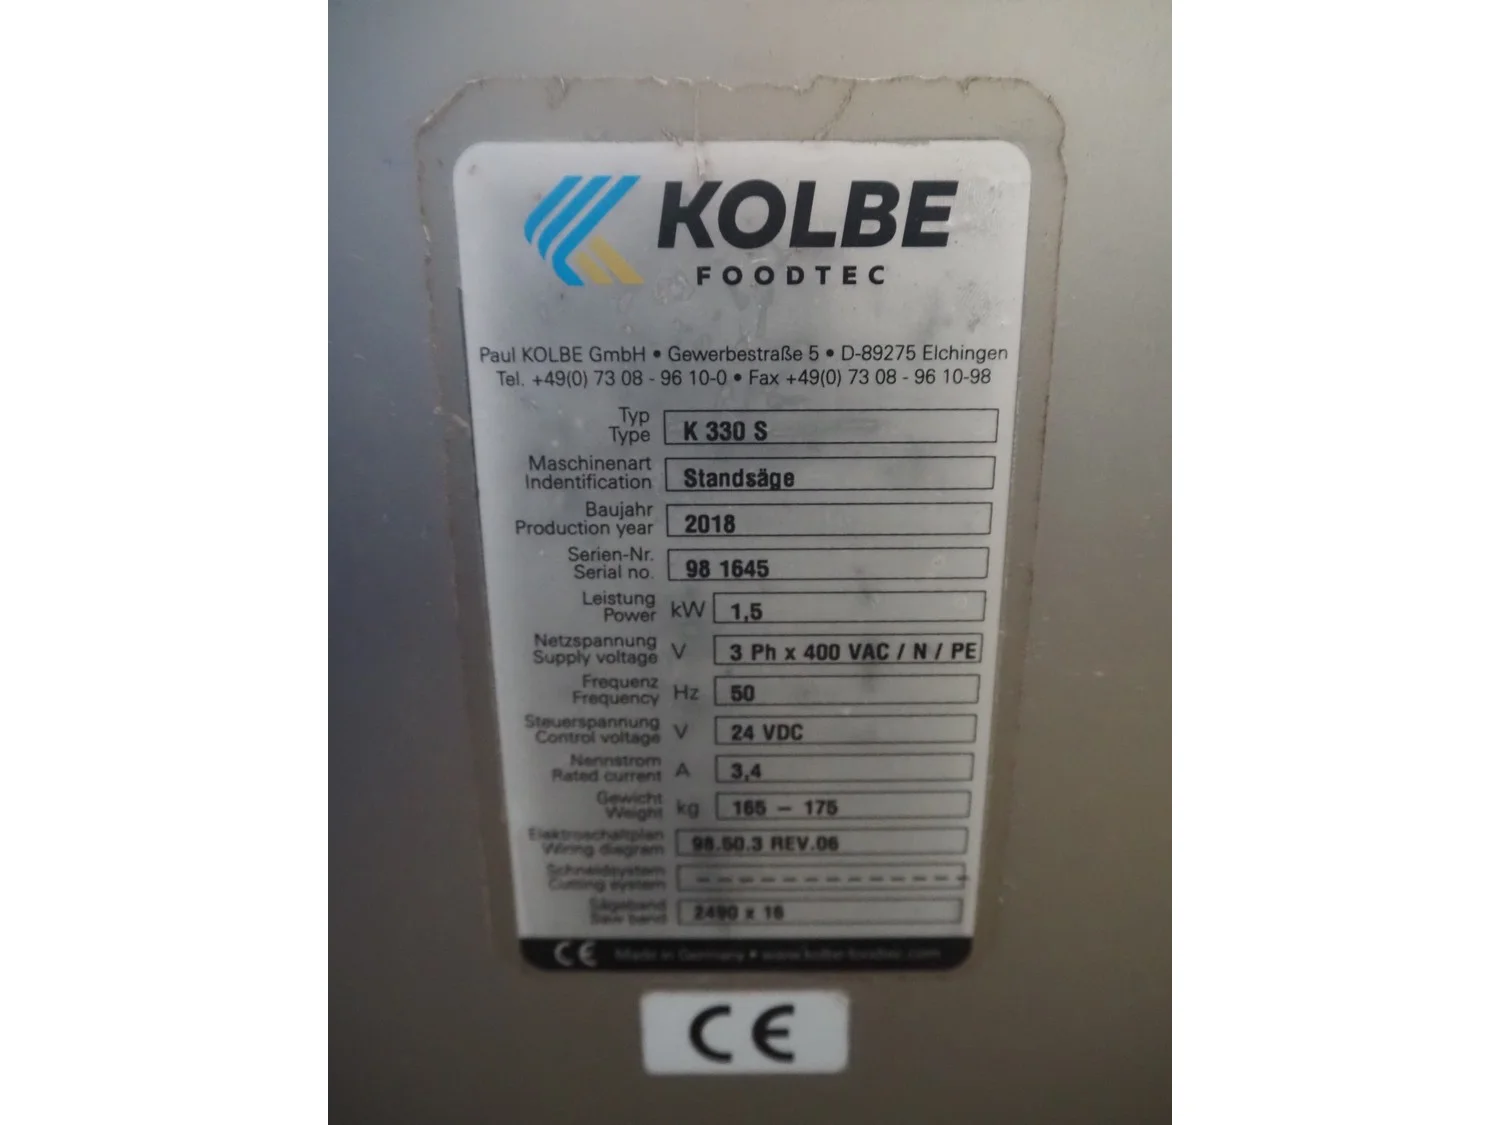 KOLBE
FOODTEC
Paul KOLBE GmbH • Gewerbestraße 5 • D-89275 Elchingen
Tel. +49(0) 73 08 - 96 10-0 • Fax +49(0) 73 08 - 96 10-98
Typ
Type K 330 S
Maschinenart
Indentification Standsäge
Baujahr
Production year 2018
Serien-Nr.
Serial no. 98 1645
Leistung
Power kW 1,5
Netzspannung
Supply voltage V 3 Ph x 400 VAC / N / PE
Frequenz
Frequency Hz 50
Steuerspannung
Control voltage V 24 VDC
Nennstrom
Rated current A 3,4
Gewicht
Weight kg 165 – 175
Elektroschaltplan
Wiring diagram 98.50.3 REV.06
Schneidsystem
Cutting system – – – – – – – – – – – –
Sägeband
Saw band 2490 x 16
CE Made in Germany • www.kolbe-foodtec.com
CE